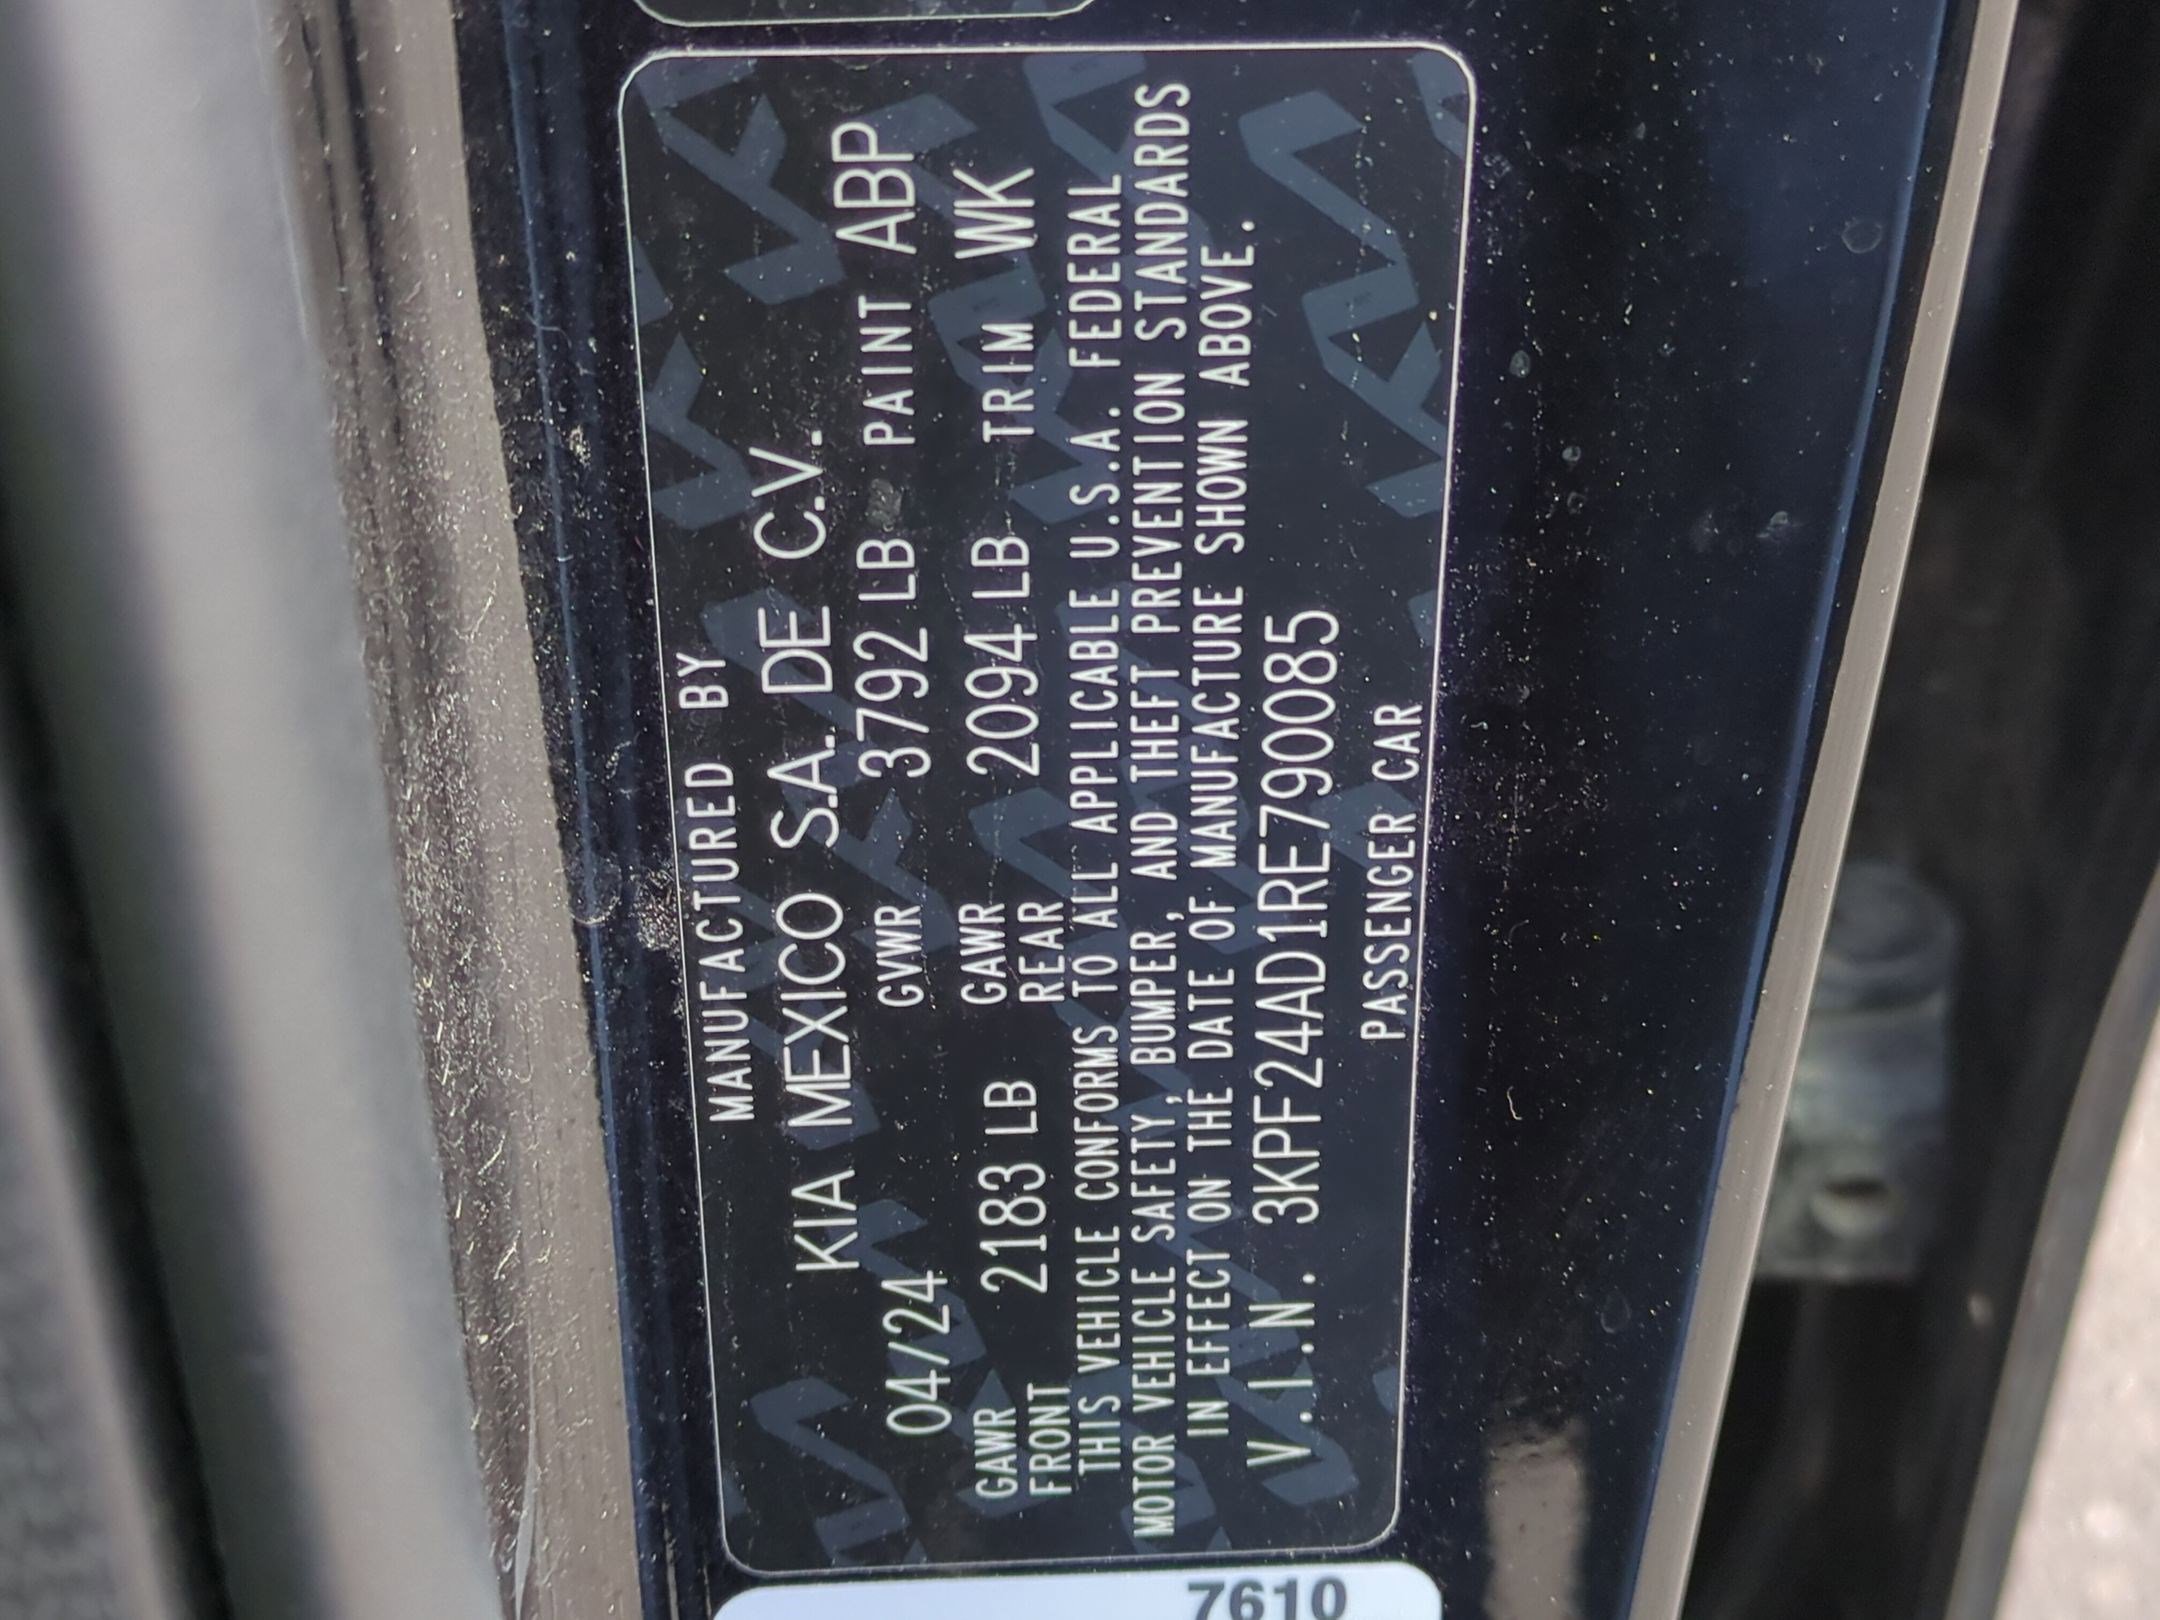 MANUFACTURED BY
KIA MEXICO S.A. DE C.V.
04/24 GVWR 3792 LB PAINT ABP
GAWR FRONT 2183 LB GAWR REAR 2094 LB TRIM WK
THIS VEHICLE CONFORMS TO ALL APPLICABLE U.S.A. FEDERAL
MOTOR VEHICLE SAFETY, BUMPER, AND THEFT PREVENTION STANDARDS
IN EFFECT ON THE DATE OF MANUFACTURE SHOWN ABOVE.
V.I.N. 3KPF24AD1RE790085
PASSENGER CAR
7610